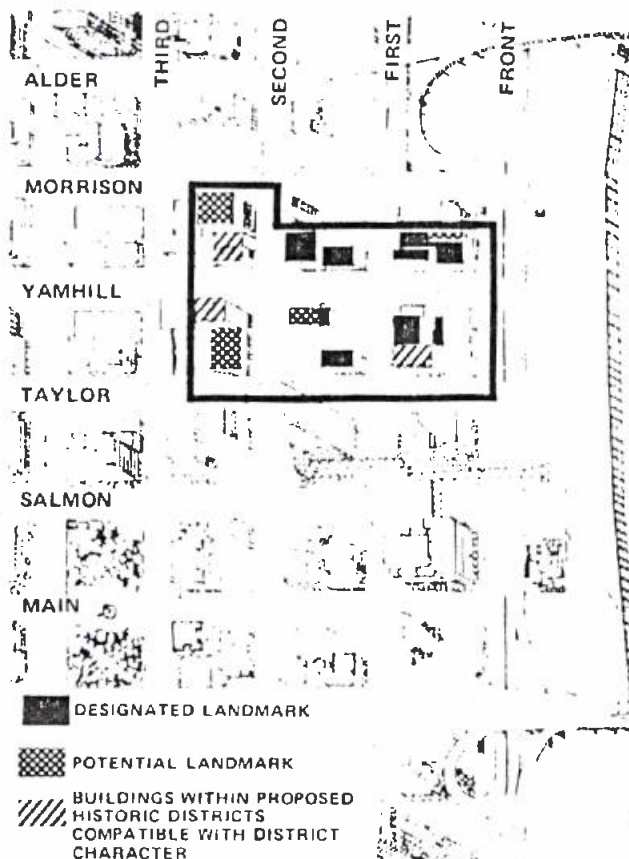 THIRD
SECOND
FIRST
FRONT
ALDER
MORRISON
YAMHILL
TAYLOR
SALMON
MAIN
DESIGNATED LANDMARK
POTENTIAL LANDMARK
BUILDINGS WITHIN PROPOSED
HISTORIC DISTRICTS
COMPATIBLE WITH DISTRICT
CHARACTER